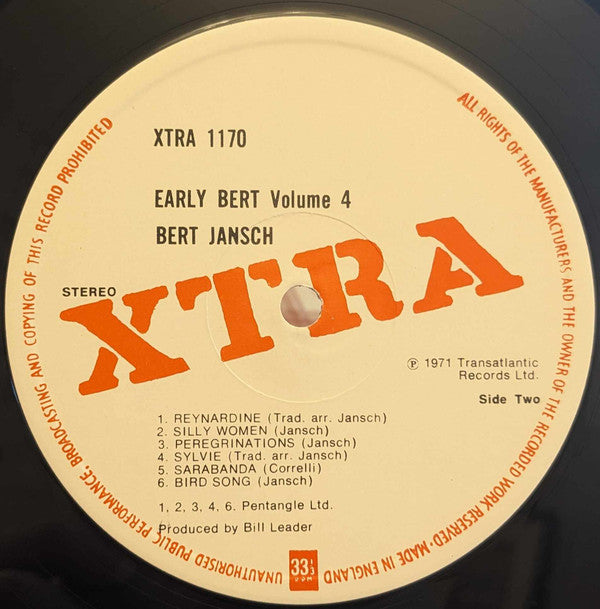 XTRA 1170
EARLY BERT Volume 4
BERT JANSCH
STEREO
XTRA
℗ 1971 Transatlantic
Records Ltd.
Side Two
1. REYNARDINE (Trad. arr. Jansch)
2. SILLY WOMEN (Jansch)
3. PEREGRINATIONS (Jansch)
4. SYLVIE (Trad. arr. Jansch)
5. SARABANDA (Correlli)
6. BIRD SONG (Jansch)
1, 2, 3, 4, 6. Pentangle Ltd.
Produced by Bill Leader
ALL RIGHTS OF THE MANUFACTURERS AND THE OWNER OF THE RECORDED WORK RESERVED · MADE IN ENGLAND
33 1/3
UNAUTHORISED PUBLIC PERFORMANCE, BROADCASTING AND COPYING OF THIS RECORD PROHIBITED